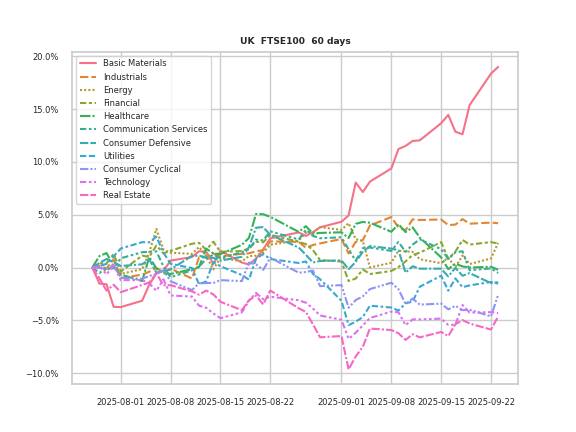 UK  FTSE100  60 days
20.0%
15.0%
10.0%
5.0%
0.0%
−5.0%
−10.0%
Basic Materials
Industrials
Energy
Financial
Healthcare
Communication Services
Consumer Defensive
Utilities
Consumer Cyclical
Technology
Real Estate
2025-08-01
2025-08-08
2025-08-15
2025-08-22
2025-09-01
2025-09-08
2025-09-15
2025-09-22